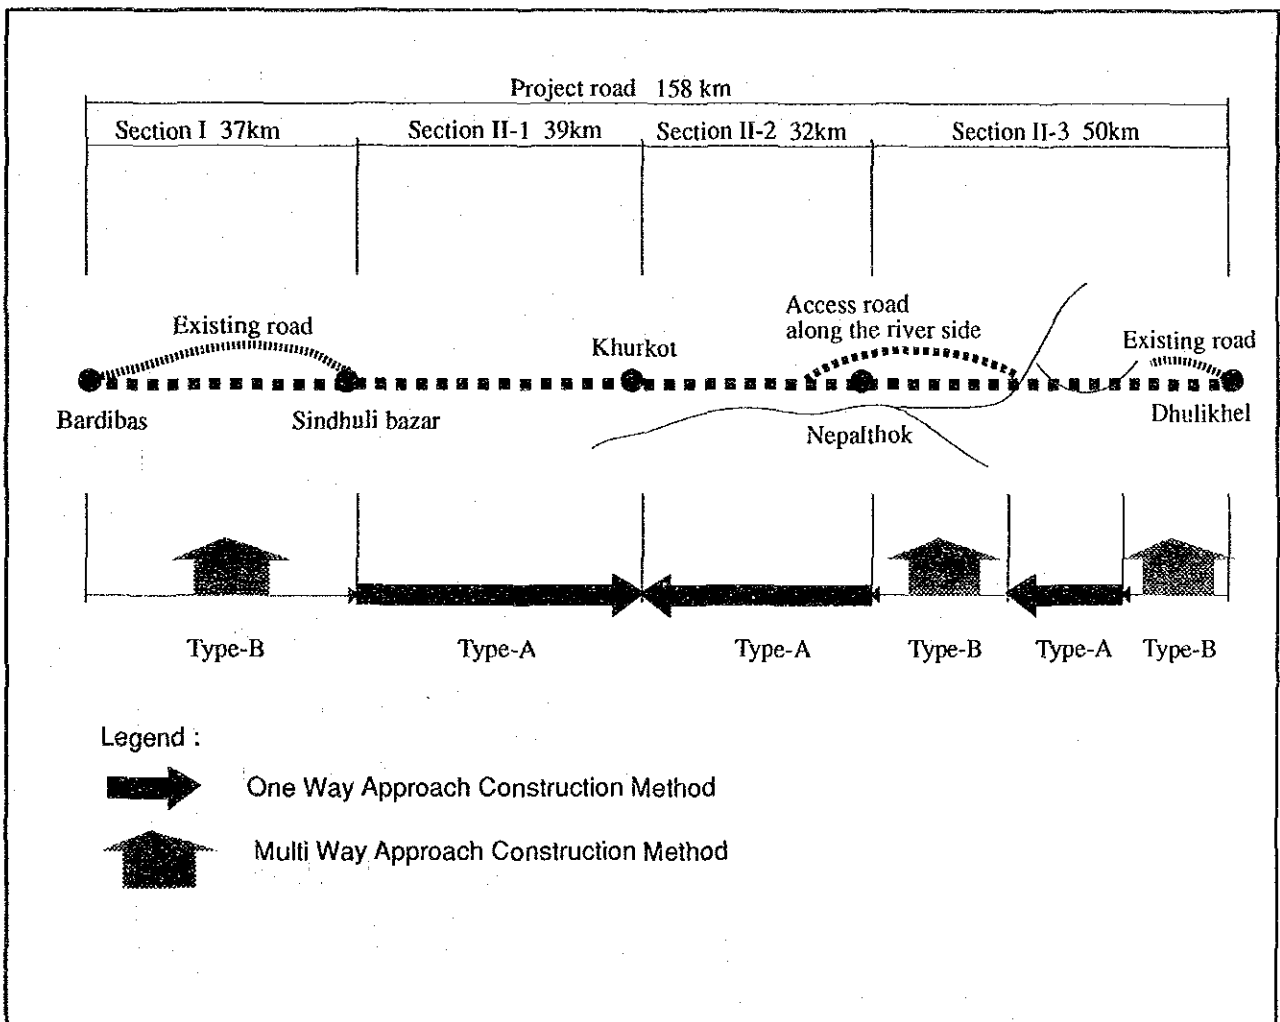 Project road 158 km
Section I 37km
Section II-1 39km
Section II-2 32km
Section II-3 50km
Existing road
Khurkot
Access road
along the river side
Existing road
Bardibas
Sindhuli bazar
Nepalthok
Dhulikhel
Type-B
Type-A
Type-A
Type-B
Type-A
Type-B
Legend :
One Way Approach Construction Method
Multi Way Approach Construction Method